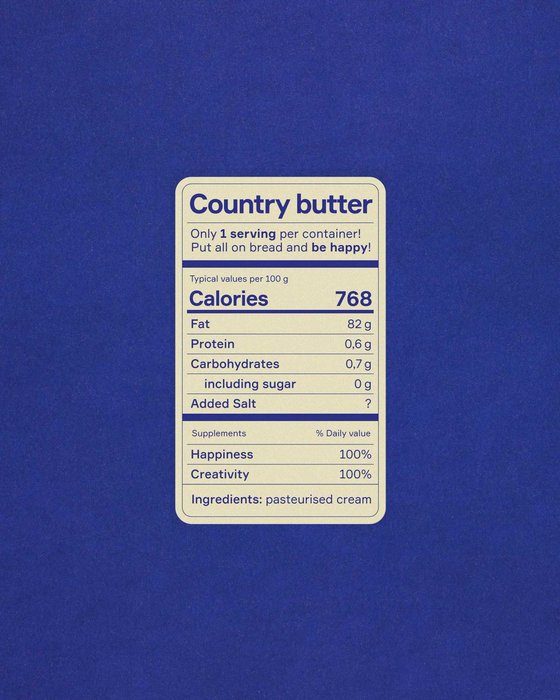 Country butter
Only 1 serving per container!
Put all on bread and be happy!
Typical values per 100 g
Calories 768
Fat 82 g
Protein 0,6 g
Carbohydrates 0,7 g
including sugar 0 g
Added Salt ?
Supplements % Daily value
Happiness 100%
Creativity 100%
Ingredients: pasteurised cream